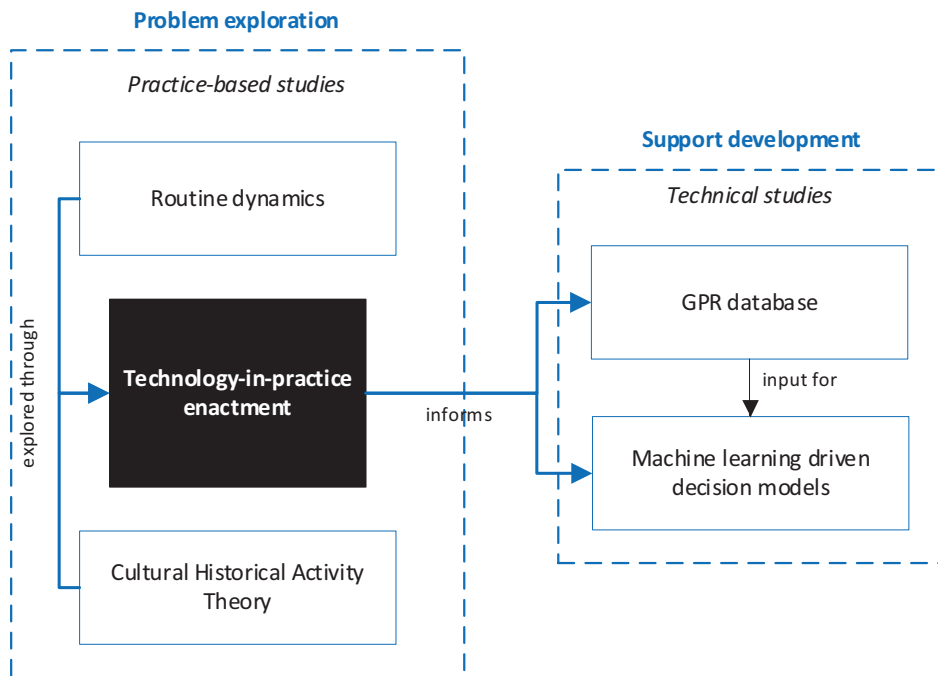 Problem exploration
Practice-based studies
Routine dynamics
explored through
Technology-in-practice
enactment
informs
Cultural Historical Activity
Theory
Support development
Technical studies
GPR database
input for
Machine learning driven
decision models